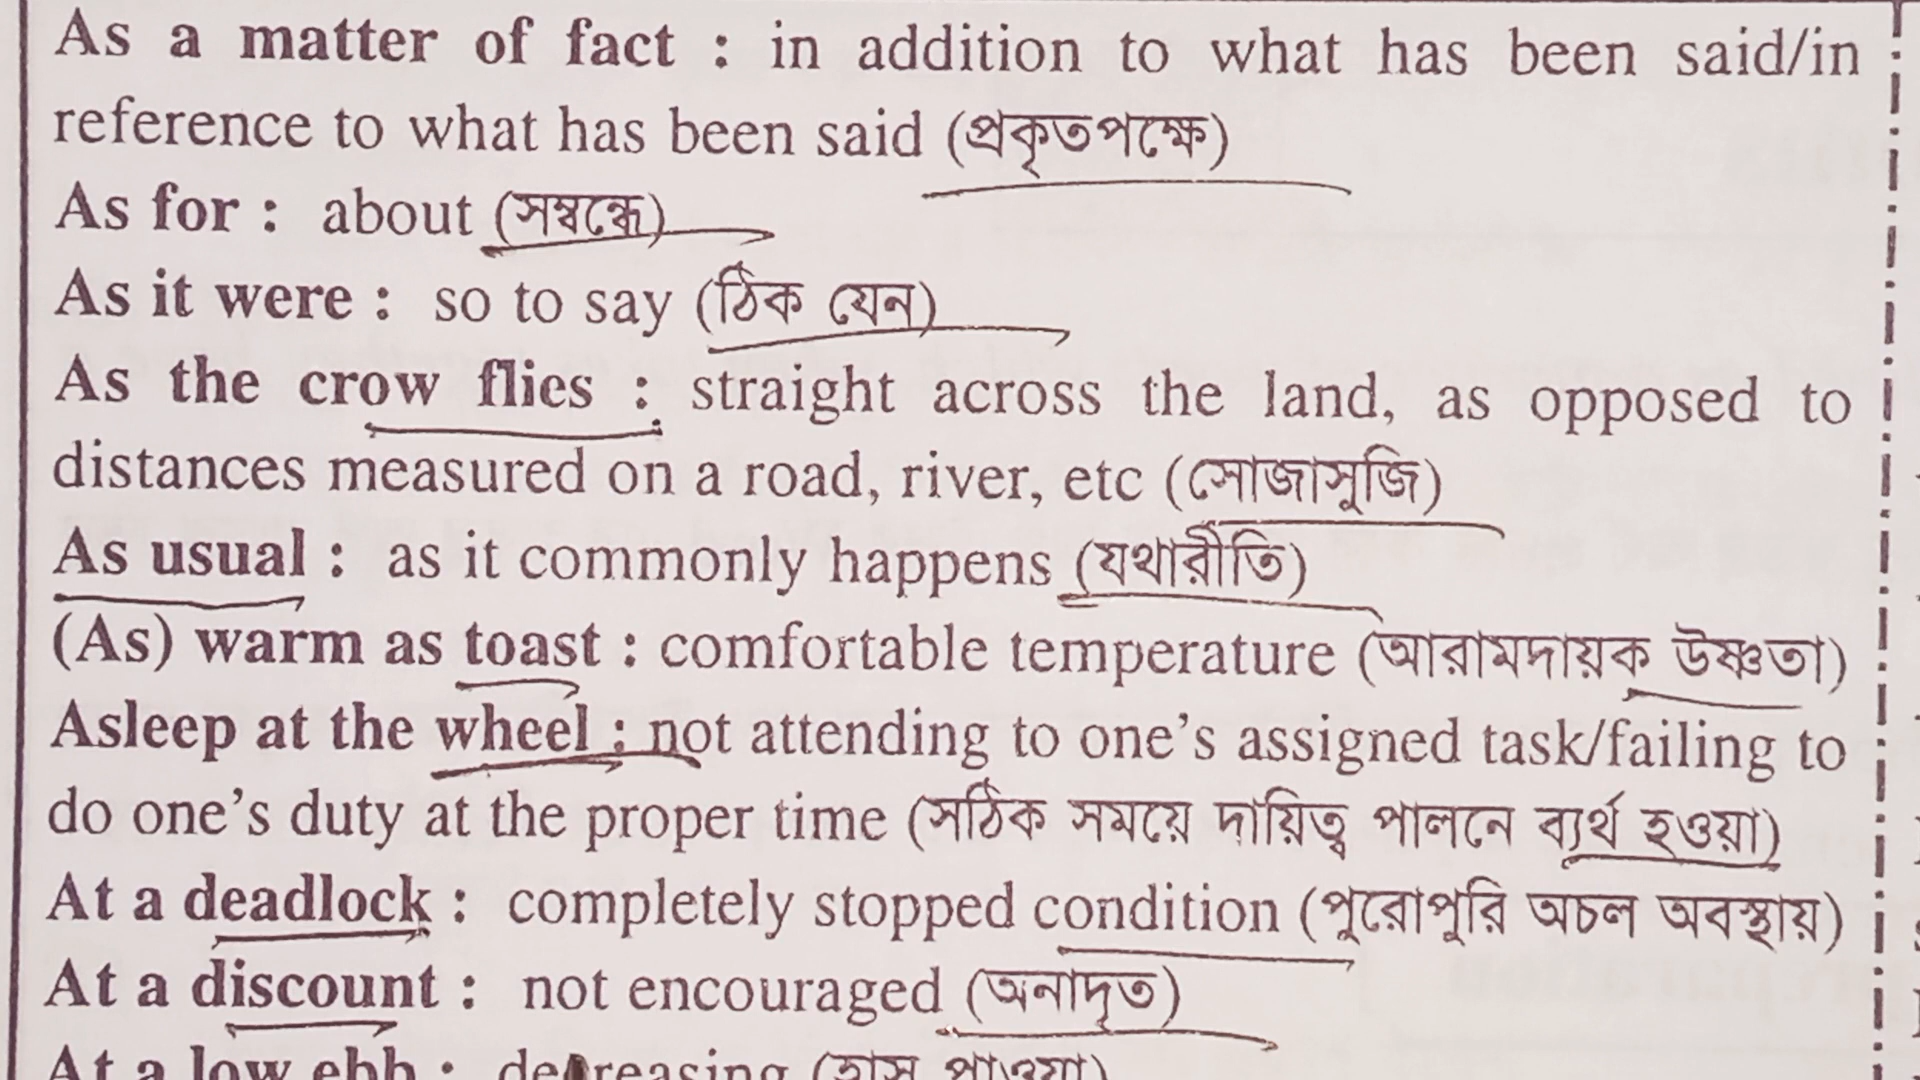 As a matter of fact : in addition to what has been said/in
reference to what has been said (প্রকৃতপক্ষে)
As for : about (সম্বন্ধে)
As it were : so to say (ঠিক যেন)
As the crow flies : straight across the land, as opposed to
distances measured on a road, river, etc (সোজাসুজি)
As usual : as it commonly happens (যথারীতি)
(As) warm as toast : comfortable temperature (আরামদায়ক উষ্ণতা)
Asleep at the wheel : not attending to one's assigned task/failing to
do one's duty at the proper time (সঠিক সময়ে দায়িত্ব পালনে ব্যর্থ হওয়া)
At a deadlock : completely stopped condition (পুরোপুরি অচল অবস্থায়)
At a discount : not encouraged (অনাদৃত)
At a low ebb : decreasing (হ্রাস পাওয়া)